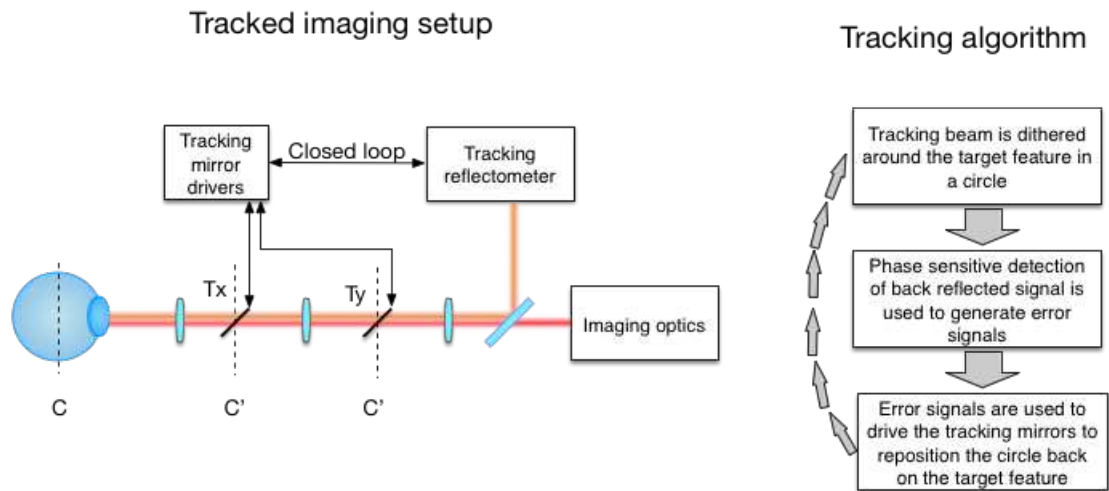 Tracked imaging setup
Tracking algorithm
Tracking
mirror
drivers
Closed loop
Tracking
reflectometer
Tx
Ty
Imaging optics
C
C'
C'
Tracking beam is dithered
around the target feature in
a circle
Phase sensitive detection
of back reflected signal is
used to generate error
signals
Error signals are used to
drive the tracking mirrors to
reposition the circle back
on the target feature